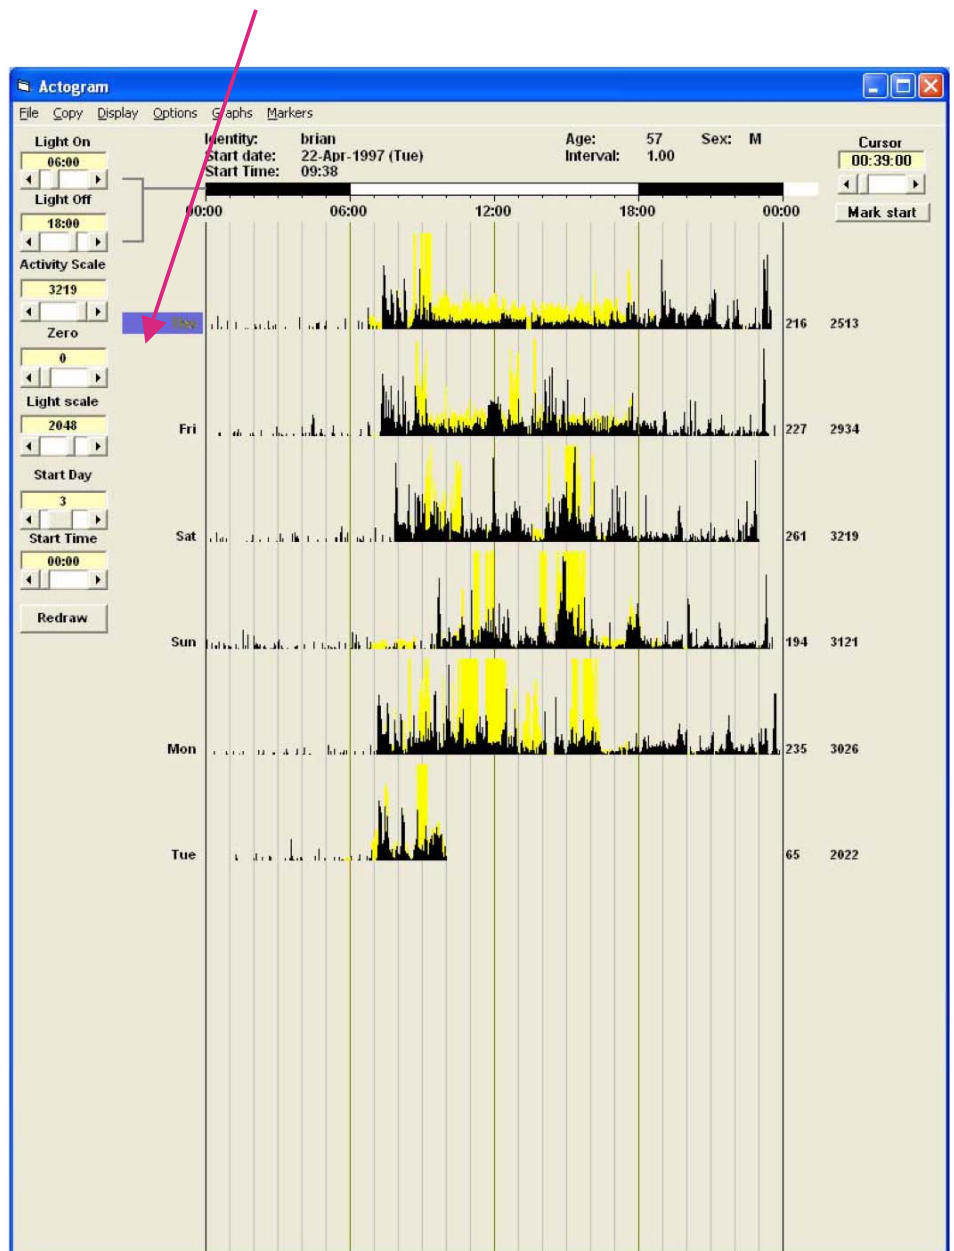 Actogram
File Copy Display Options Graphs Markers
Light On
06:00
Light Off
18:00
Activity Scale
3219
Zero
0
Light scale
2048
Start Day
3
Start Time
00:00
Redraw
Identity: brian Age: 57 Sex: M
Start date: 22-Apr-1997 (Tue) Interval: 1.00
Start Time: 09:38
Cursor
00:39:00
Mark start
00:00 06:00 12:00 18:00 00:00
216 2513
Fri 227 2934
Sat 261 3219
Sun 194 3121
Mon 235 3026
Tue 65 2022